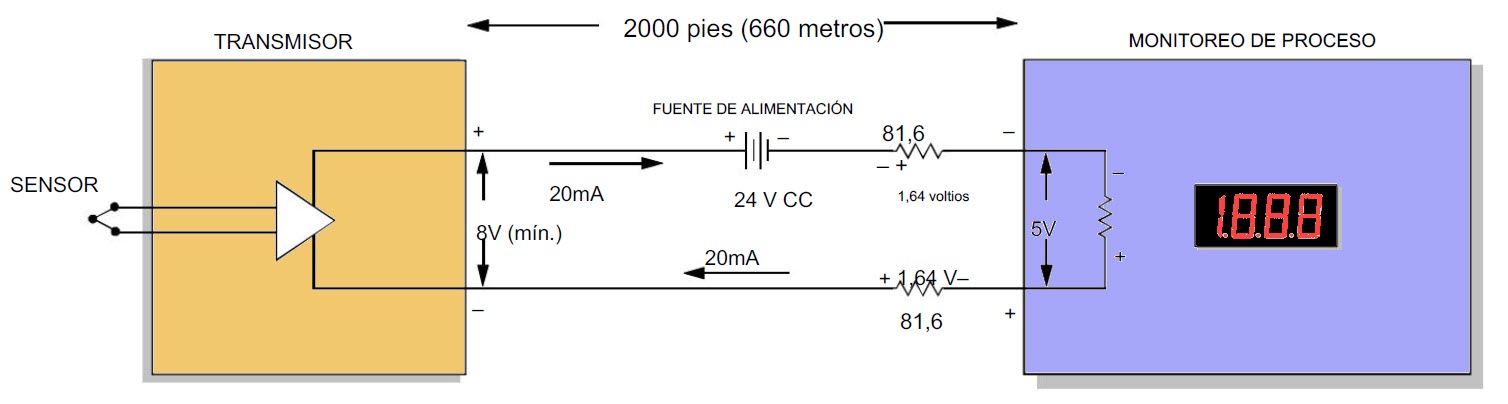 2000 pies (660 metros)
TRANSMISOR
MONITOREO DE PROCESO
FUENTE DE ALIMENTACIÓN
+
+ –
81,6
–
– +
–
SENSOR
20mA
24 V CC
1,64 voltios
1.8.8.8
8V (mín.)
5V
20mA
+
+ 1,64 V–
–
81,6
+